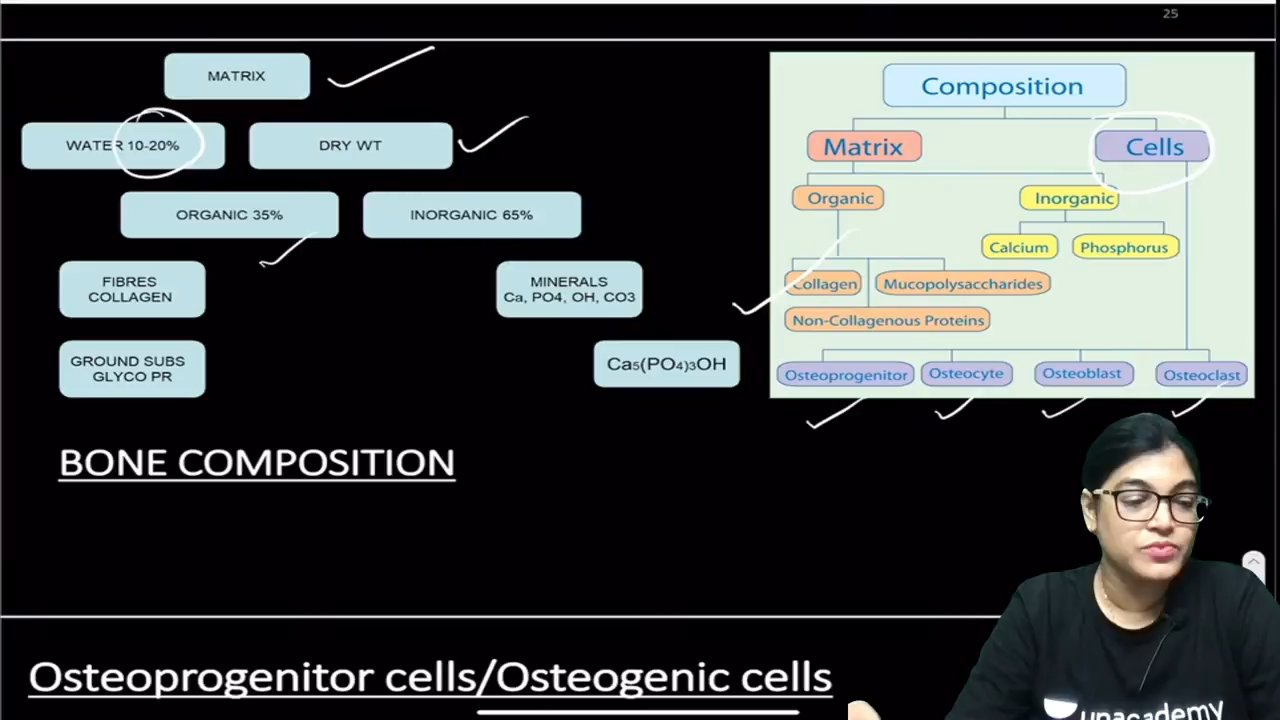 25
MATRIX
WATER 10-20%
DRY WT
ORGANIC 35%
INORGANIC 65%
FIBRES
COLLAGEN
MINERALS
Ca, PO4, OH, CO3
GROUND SUBS
GLYCO PR
Ca5(PO4)3OH
BONE COMPOSITION
Composition
Matrix
Cells
Organic
Inorganic
Calcium
Phosphorus
Collagen
Mucopolysaccharides
Non-Collagenous Proteins
Osteoprogenitor
Osteocyte
Osteoblast
Osteoclast
Osteoprogenitor cells/Osteogenic cells
unacademy